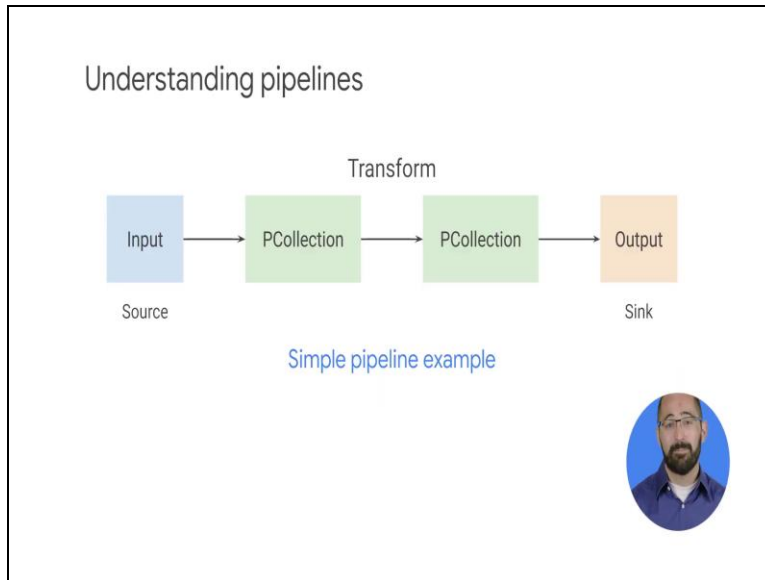 Understanding pipelines
Transform
Input
PCollection
PCollection
Output
Source
Sink
Simple pipeline example